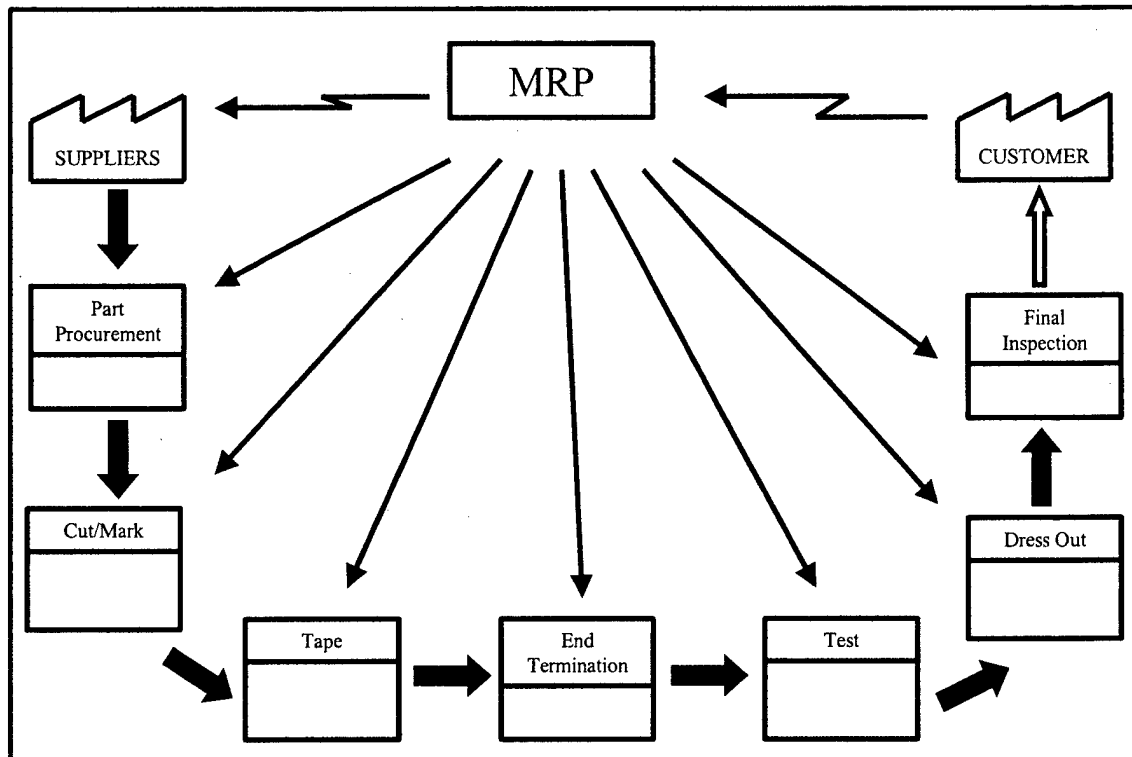 MRP
SUPPLIERS
CUSTOMER
Part
Procurement
Final
Inspection
Cut/Mark
Dress Out
Tape
End
Termination
Test